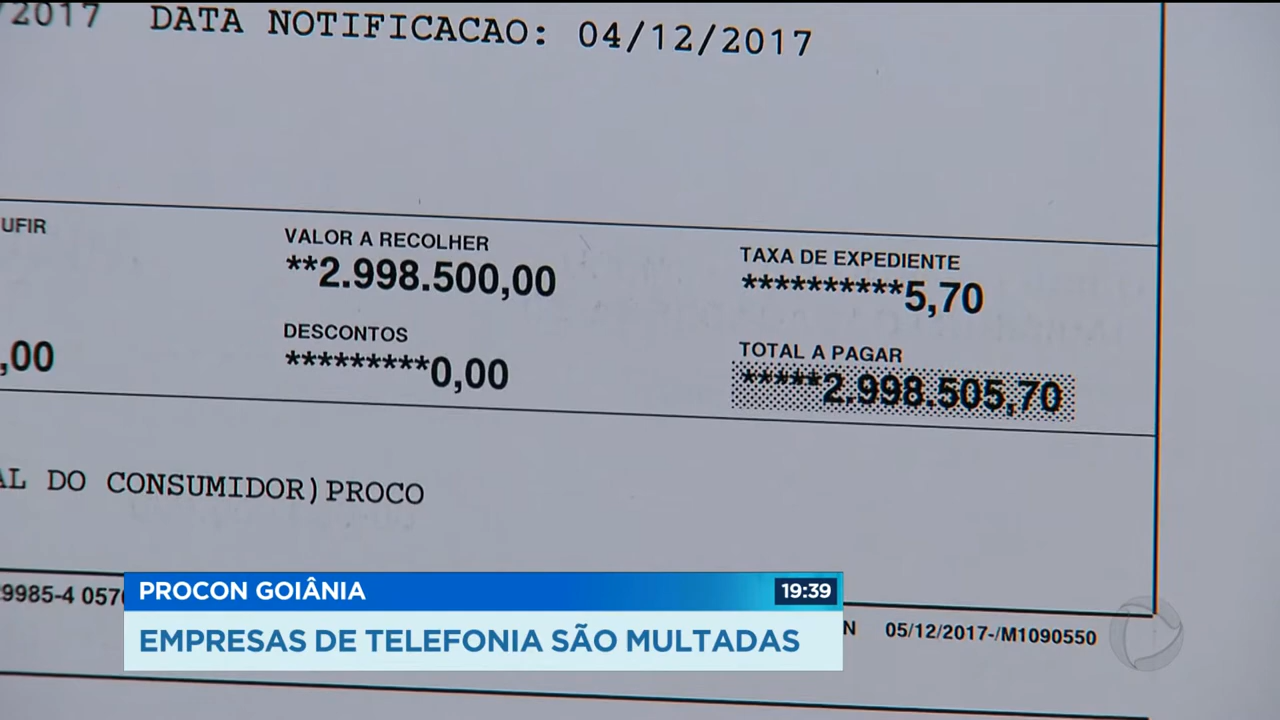 /2017 DATA NOTIFICACAO: 04/12/2017
UFIR
VALOR A RECOLHER
**2.998.500,00
TAXA DE EXPEDIENTE
**********5,70
,00
DESCONTOS
*********0,00
TOTAL A PAGAR
*****2.998.505,70
AL DO CONSUMIDOR)PROCO
9985-4 057
N 05/12/2017-/M1090550
PROCON GOIÂNIA
19:39
EMPRESAS DE TELEFONIA SÃO MULTADAS